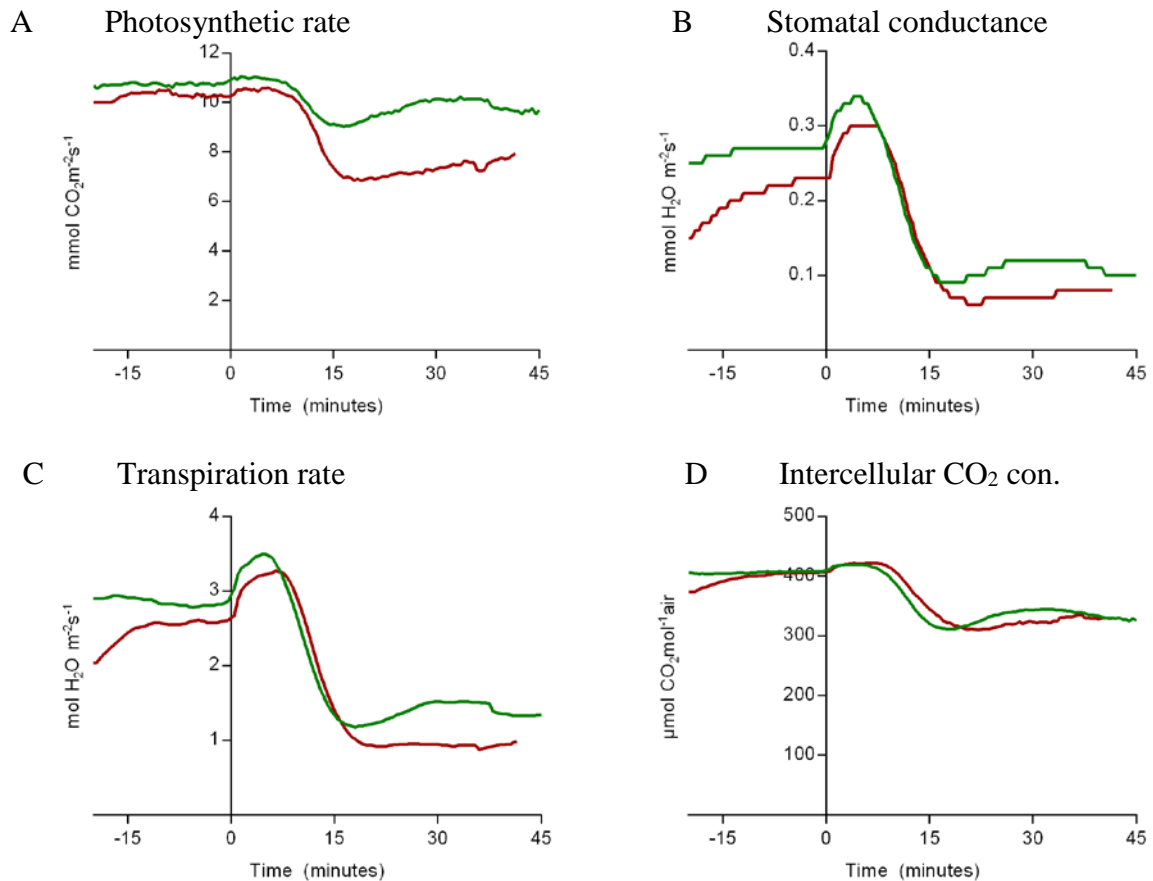 A Photosynthetic rate
12
10
8
6
4
2
mmol CO₂m⁻²s⁻¹
-15 0 15 30 45
Time (minutes)
B Stomatal conductance
0.4
0.3
0.2
0.1
mmol H₂O m⁻²s⁻¹
-15 0 15 30 45
Time (minutes)
C Transpiration rate
4
3
2
1
mol H₂O m⁻²s⁻¹
-15 0 15 30 45
Time (minutes)
D Intercellular CO₂ con.
500
400
300
200
100
µmol CO₂mol⁻¹air
-15 0 15 30 45
Time (minutes)